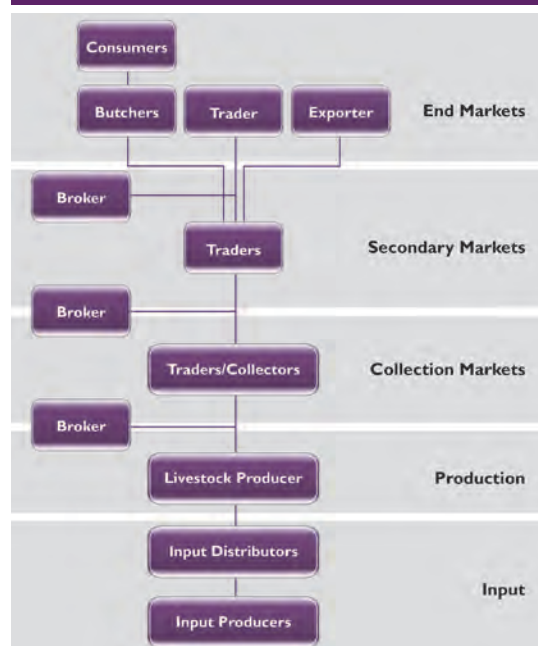 Consumers
Butchers
Trader
Exporter
End Markets
Broker
Traders
Secondary Markets
Broker
Traders/Collectors
Collection Markets
Broker
Livestock Producer
Production
Input Distributors
Input
Input Producers